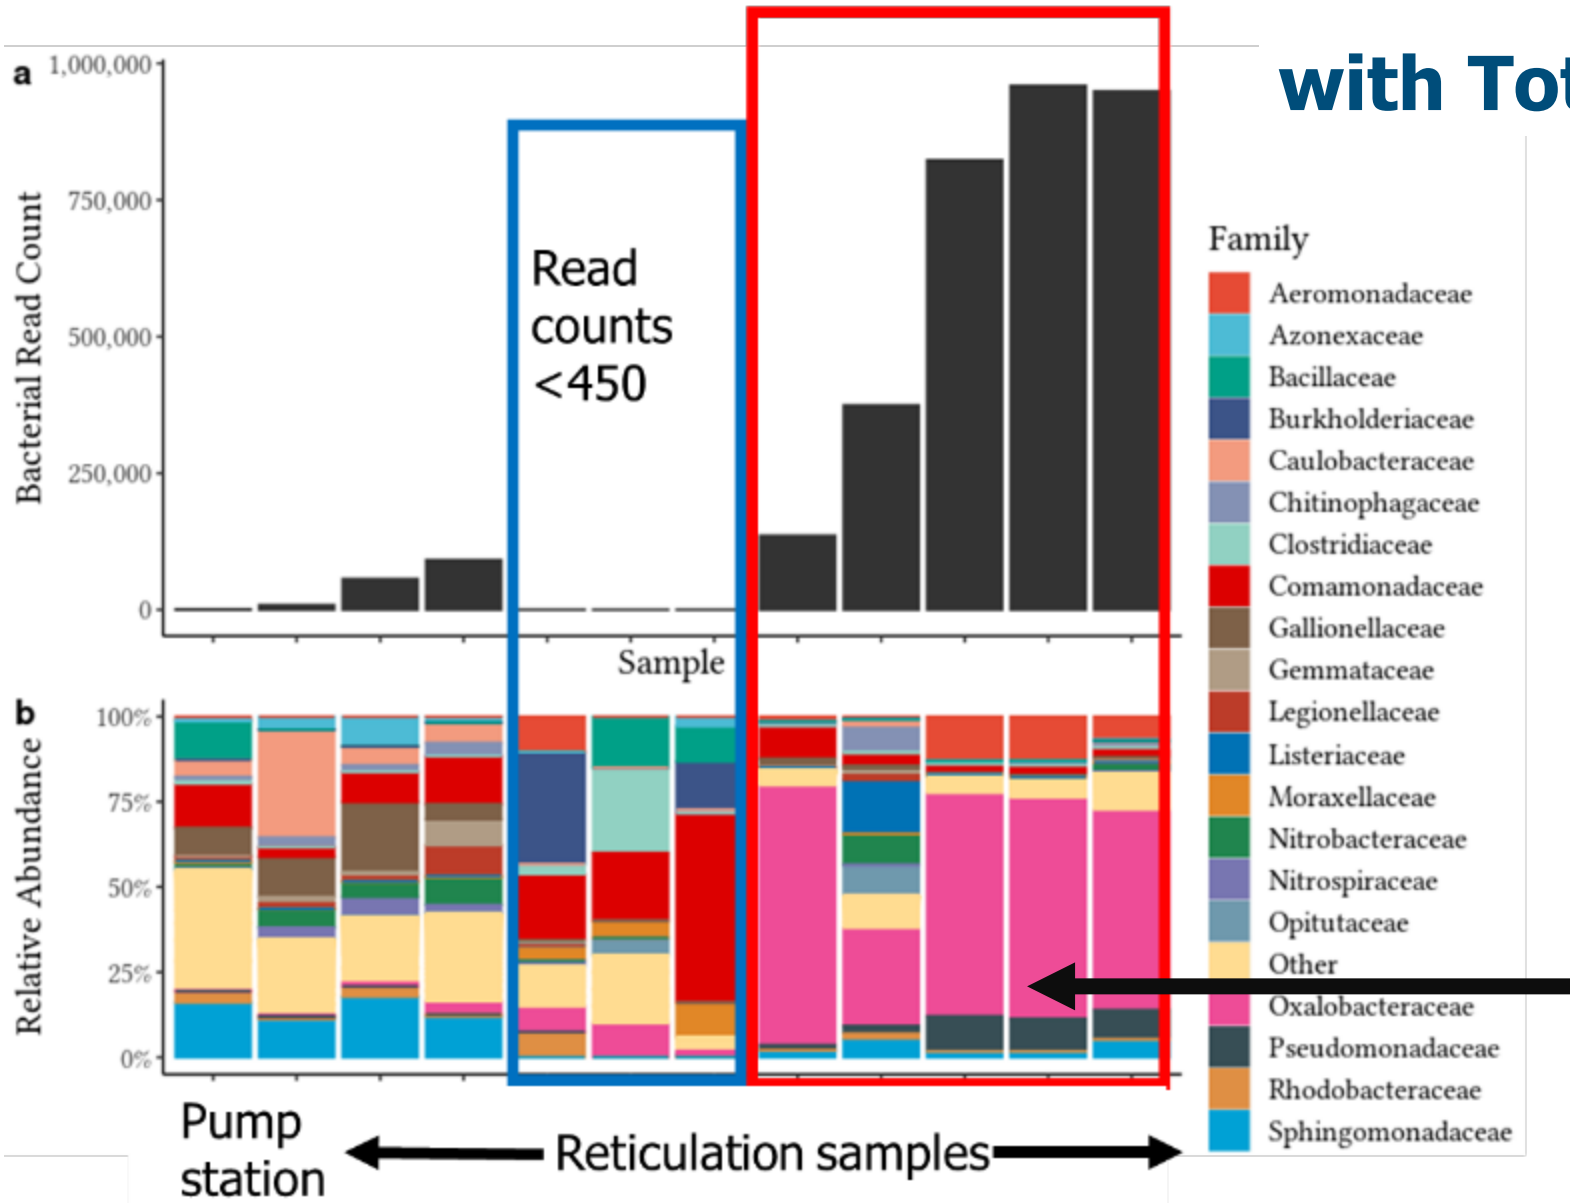 with Tot
a
1,000,000
750,000
500,000
250,000
0
Bacterial Read Count
Read
counts
<450
Sample
b
100%
75%
50%
25%
0%
Relative Abundance
Pump
station
Reticulation samples
Family
Aeromonadaceae
Azonexaceae
Bacillaceae
Burkholderiaceae
Caulobacteraceae
Chitinophagaceae
Clostridiaceae
Comamonadaceae
Gallionellaceae
Gemmataceae
Legionellaceae
Listeriaceae
Moraxellaceae
Nitrobacteraceae
Nitrospiraceae
Opitutaceae
Other
Oxalobacteraceae
Pseudomonadaceae
Rhodobacteraceae
Sphingomonadaceae